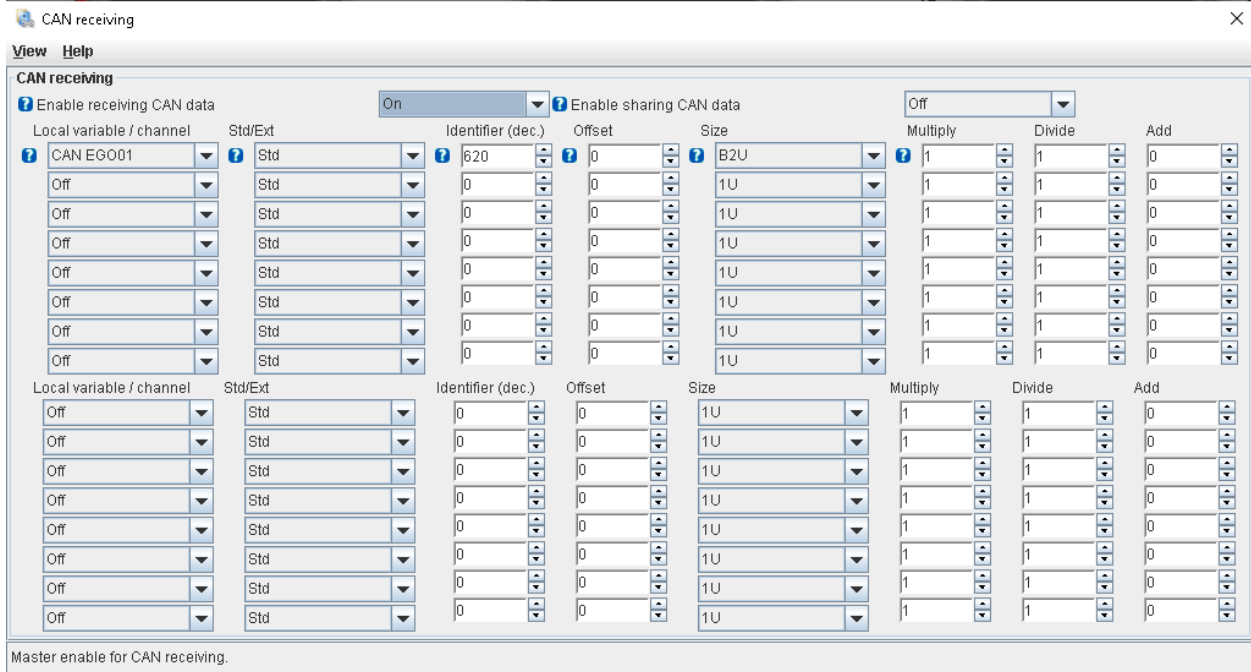 CAN receiving
View Help
CAN receiving
Enable receiving CAN data On Enable sharing CAN data Off
Local variable / channel Std/Ext Identifier (dec.) Offset Size Multiply Divide Add
CAN EGO01 Std 620 0 B2U 1 1 0
Off Std 0 0 1U 1 1 0
Off Std 0 0 1U 1 1 0
Off Std 0 0 1U 1 1 0
Off Std 0 0 1U 1 1 0
Off Std 0 0 1U 1 1 0
Off Std 0 0 1U 1 1 0
Off Std 0 0 1U 1 1 0
Local variable / channel Std/Ext Identifier (dec.) Offset Size Multiply Divide Add
Off Std 0 0 1U 1 1 0
Off Std 0 0 1U 1 1 0
Off Std 0 0 1U 1 1 0
Off Std 0 0 1U 1 1 0
Off Std 0 0 1U 1 1 0
Off Std 0 0 1U 1 1 0
Off Std 0 0 1U 1 1 0
Off Std 0 0 1U 1 1 0
Master enable for CAN receiving.